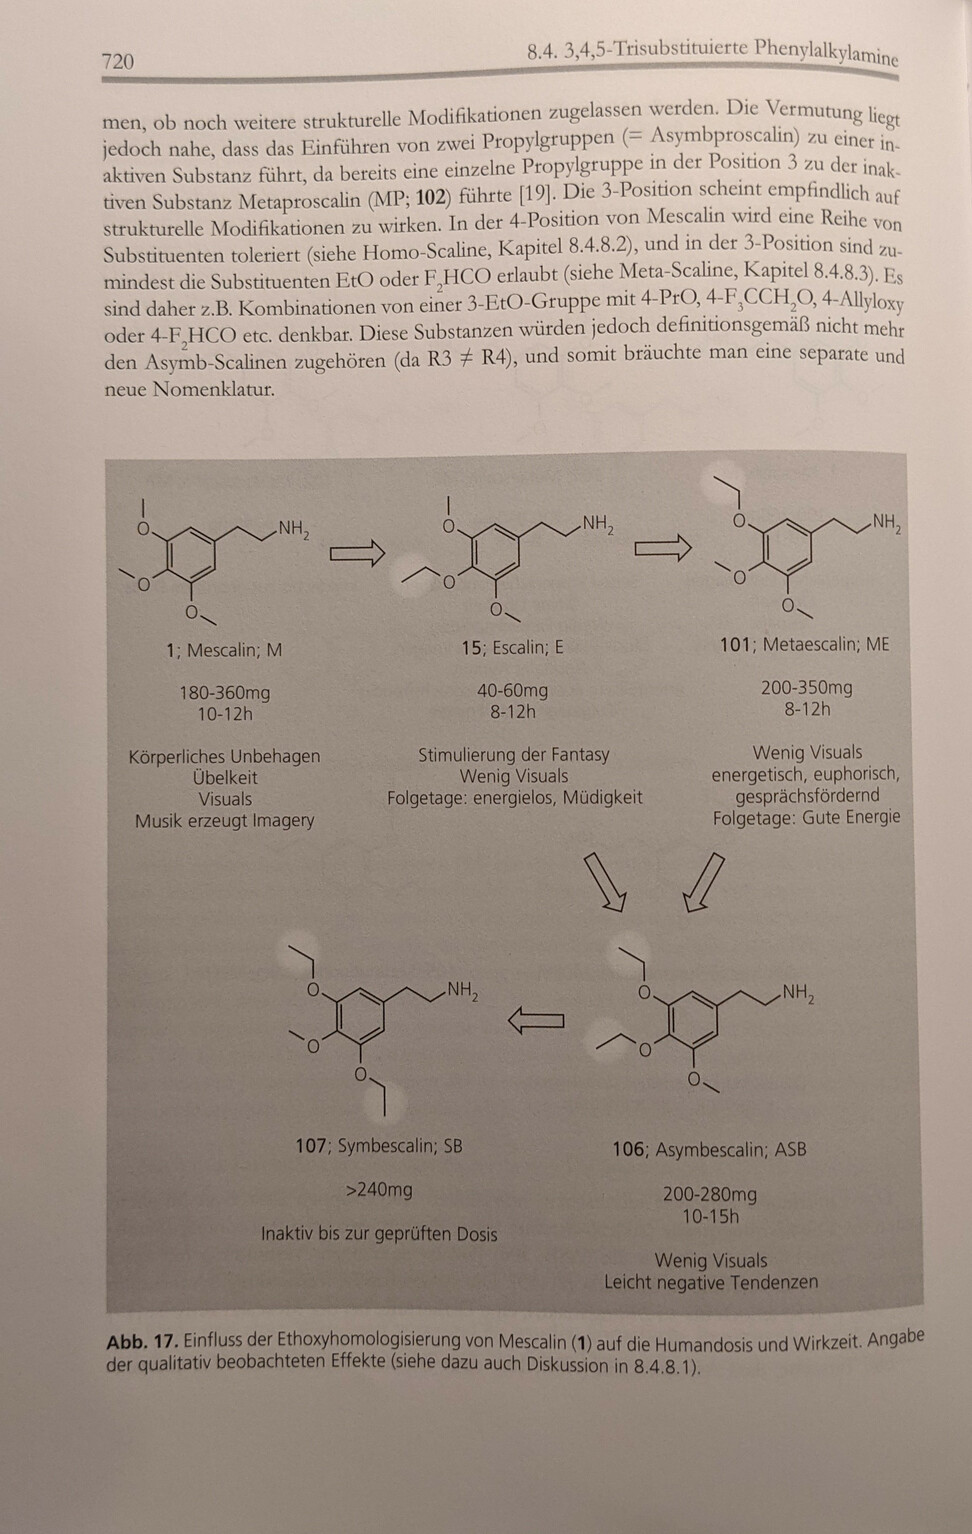 720
8.4. 3,4,5-Trisubstituierte Phenylalkylamine
men, ob noch weitere strukturelle Modifikationen zugelassen werden. Die Vermutung liegt
jedoch nahe, dass das Einführen von zwei Propylgruppen (= Asymbproscalin) zu einer in-
aktiven Substanz führt, da bereits eine einzelne Propylgruppe in der Position 3 zu der inak-
tiven Substanz Metaproscalin (MP; 102) führte [19]. Die 3-Position scheint empfindlich auf
strukturelle Modifikationen zu wirken. In der 4-Position von Mescalin wird eine Reihe von
Substituenten toleriert (siehe Homo-Scaline, Kapitel 8.4.8.2), und in der 3-Position sind zu-
mindest die Substituenten EtO oder F₂HCO erlaubt (siehe Meta-Scaline, Kapitel 8.4.8.3). Es
sind daher z.B. Kombinationen von einer 3-EtO-Gruppe mit 4-PrO, 4-F₃CCH₂O, 4-Allyloxy
oder 4-F₂HCO etc. denkbar. Diese Substanzen würden jedoch definitionsgemäß nicht mehr
den Asymb-Scalinen zugehören (da R3 ≠ R4), und somit bräuchte man eine separate und
neue Nomenklatur.
O
NH₂
O
O
1; Mescalin; M
180-360mg
10-12h
Körperliches Unbehagen
Übelkeit
Visuals
Musik erzeugt Imagery
O
NH₂
O
O
15; Escalin; E
40-60mg
8-12h
Stimulierung der Fantasy
Wenig Visuals
Folgetage: energielos, Müdigkeit
O
NH₂
O
O
101; Metaescalin; ME
200-350mg
8-12h
Wenig Visuals
energetisch, euphorisch,
gesprächsfördernd
Folgetage: Gute Energie
O
NH₂
O
O
107; Symbescalin; SB
>240mg
Inaktiv bis zur geprüften Dosis
O
NH₂
O
O
106; Asymbescalin; ASB
200-280mg
10-15h
Wenig Visuals
Leicht negative Tendenzen
Abb. 17. Einfluss der Ethoxyhomologisierung von Mescalin (1) auf die Humandosis und Wirkzeit. Angabe
der qualitativ beobachteten Effekte (siehe dazu auch Diskussion in 8.4.8.1).